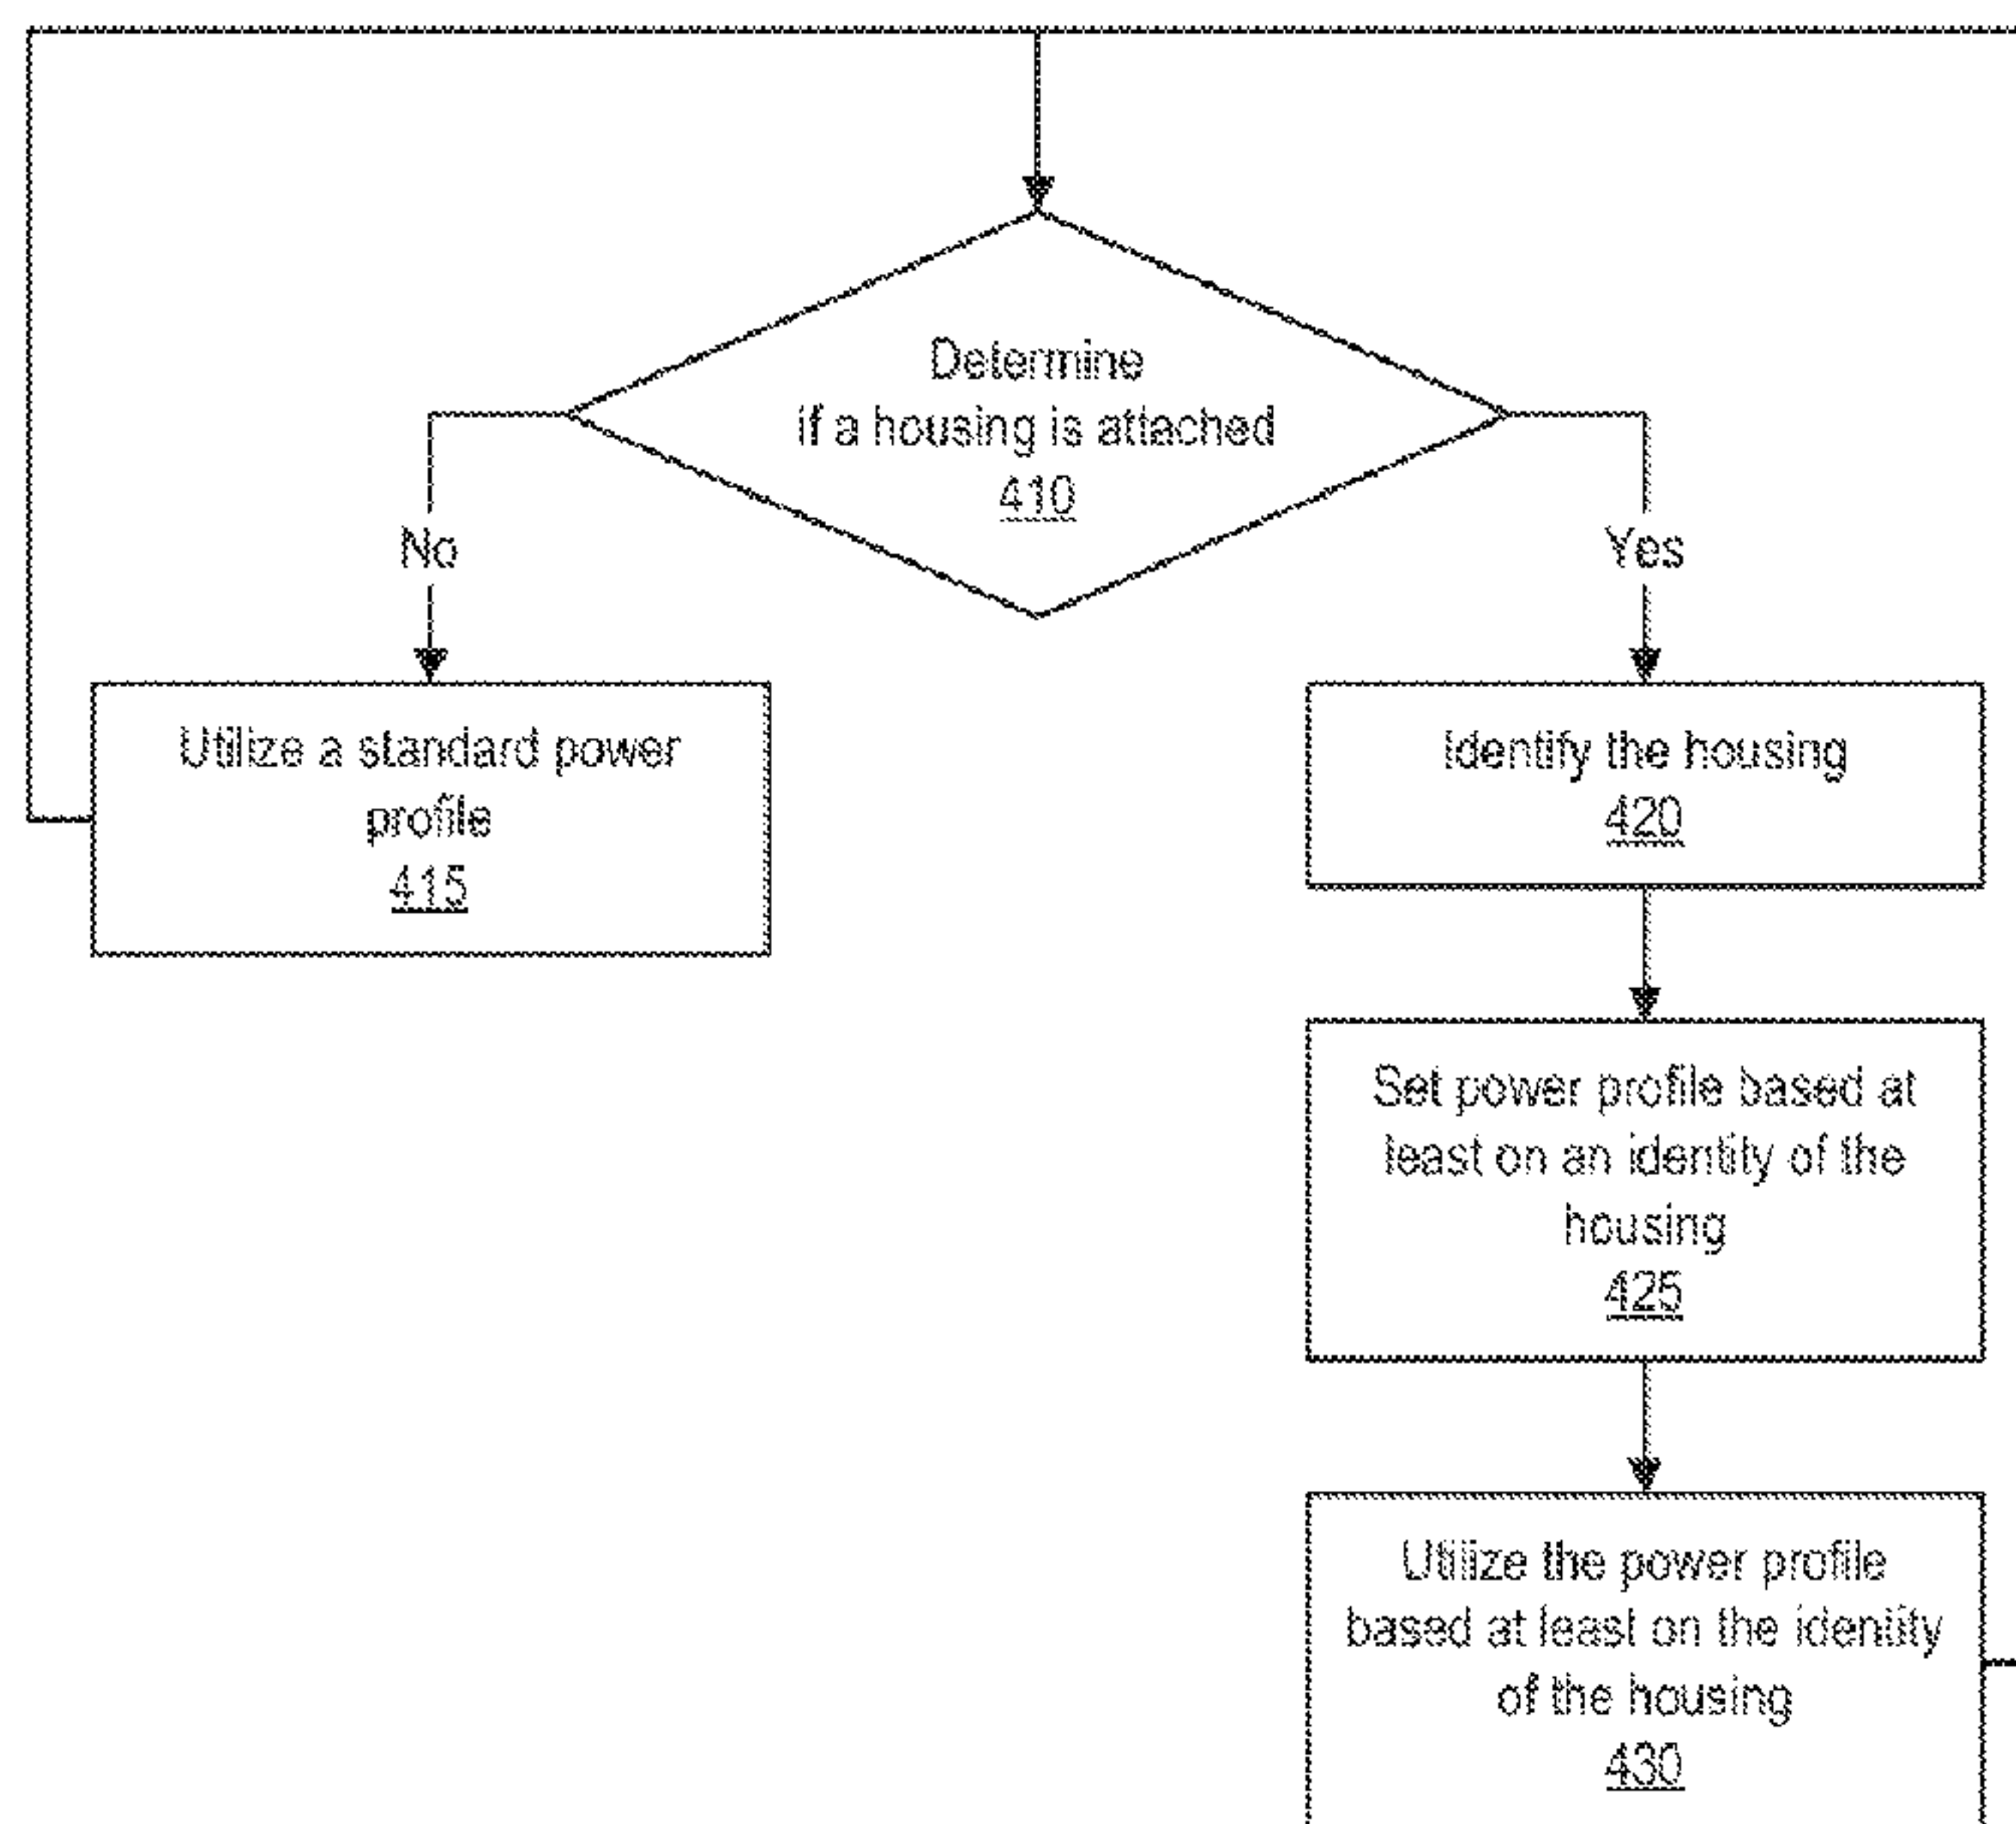 Determine
if a housing is attached
410
No
Yes
Utilize a standard power
profile
415
Identify the housing
420
Set power profile based at
least on an identity of the
housing
425
Utilize the power profile
based at least on the identity
of the housing
430